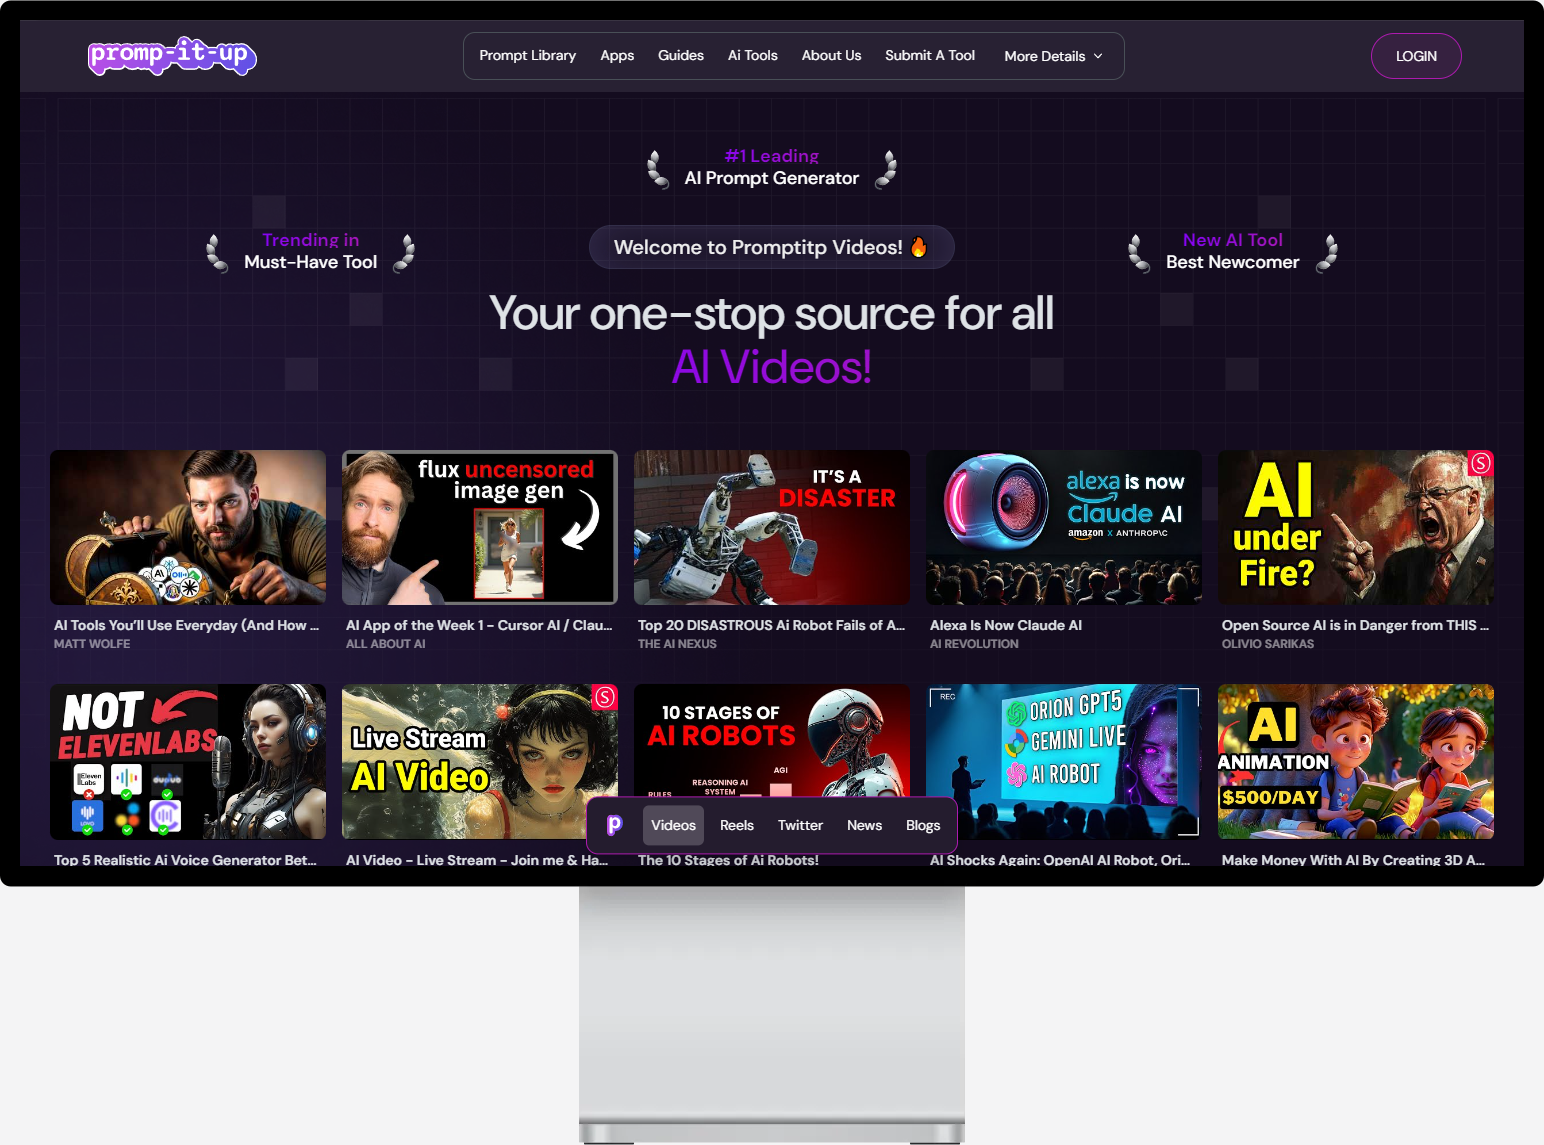 promp-it-up
Prompt Library
Apps
Guides
Ai Tools
About Us
Submit A Tool
More Details
LOGIN
#1 Leading
AI Prompt Generator
Trending in
Must-Have Tool
Welcome to Promptitp Videos! 🔥
New AI Tool
Best Newcomer
Your one-stop source for all
AI Videos!
flux uncensored
image gen
IT'S A
DISASTER
alexa is now
Claude AI
amazon X ANTHROP\C
AI
under
Fire?
S
AI Tools You'll Use Everyday (And How ...
MATT WOLFE
AI App of the Week 1 - Cursor AI / Clau...
ALL ABOUT AI
Top 20 DISASTROUS Ai Robot Fails of A...
THE AI NEXUS
Alexa Is Now Claude AI
AI REVOLUTION
Open Source AI is in Danger from THIS ...
OLIVIO SARIKAS
NOT
ELEVENLABS
IIEleven
Labs
LOVO
Live Stream
AI Video
S
10 STAGES OF
AI ROBOTS
AGI
REASONING AI
SYSTEM
RULES
REC
ORION GPT5
GEMINI LIVE
AI ROBOT
AI
ANIMATION
$500/DAY
Videos
Reels
Twitter
News
Blogs
Top 5 Realistic Ai Voice Generator Bet...
AI Video - Live Stream - Join me & Ha...
The 10 Stages of Ai Robots!
AI Shocks Again: OpenAI AI Robot, Ori...
Make Money With AI By Creating 3D A...